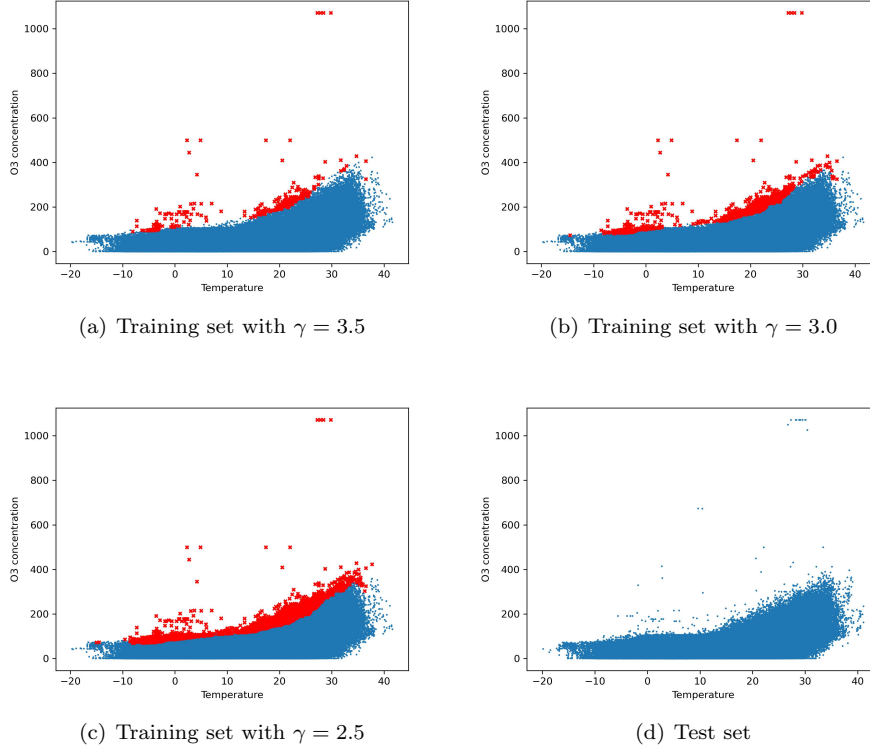 1000
800
600
400
200
0
O3 concentration
−20 −10 0 10 20 30 40
Temperature
(a) Training set with γ = 3.5
1000
800
600
400
200
0
O3 concentration
−20 −10 0 10 20 30 40
Temperature
(b) Training set with γ = 3.0
1000
800
600
400
200
0
O3 concentration
−20 −10 0 10 20 30 40
Temperature
(c) Training set with γ = 2.5
1000
800
600
400
200
0
O3 concentration
−20 −10 0 10 20 30 40
Temperature
(d) Test set